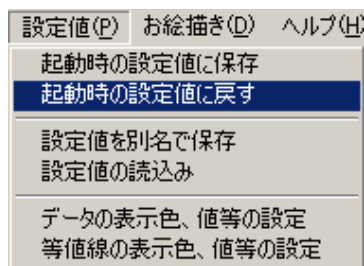 設定値(P) お絵描き(D) ヘルプ(H)
起動時の設定値に保存
起動時の設定値に戻す
設定値を別名で保存
設定値の読込み
データの表示色、値等の設定
等値線の表示色、値等の設定